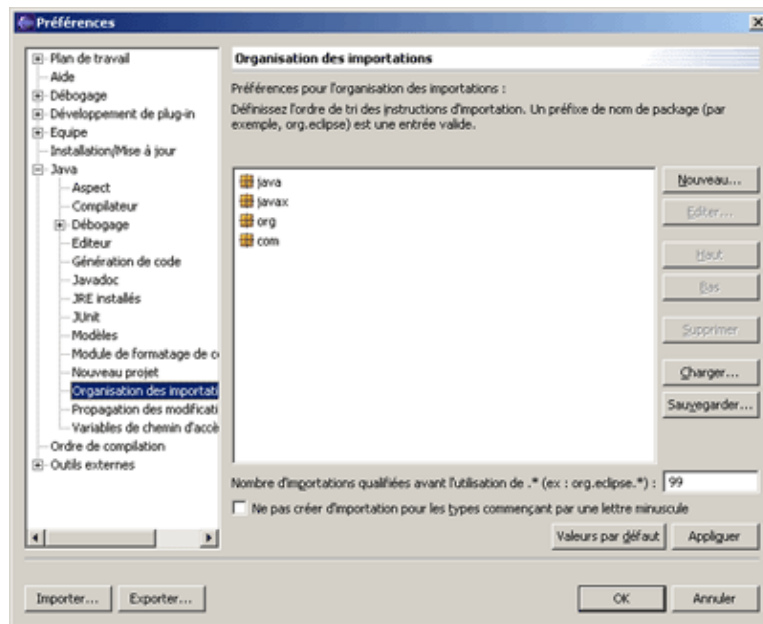 Préférences
Plan de travail
Aide
Débogage
Développement de plug-in
Equipe
Installation/Mise à jour
Java
Aspect
Compilateur
Débogage
Editeur
Génération de code
Javadoc
JRE installés
JUnit
Modèles
Module de formatage de co
Nouveau projet
Organisation des importati
Propagation des modificati
Variables de chemin d'accè
Ordre de compilation
Outils externes
Organisation des importations
Préférences pour l'organisation des importations :
Définissez l'ordre de tri des instructions d'importation. Un préfixe de nom de package (par
exemple, org.eclipse) est une entrée valide.
java
javax
org
com
Nouveau...
Editer...
Haut
Bas
Supprimer
Charger...
Sauvegarder...
Nombre d'importations qualifiées avant l'utilisation de .* (ex : org.eclipse.*) : 99
Ne pas créer d'importation pour les types commençant par une lettre minuscule
Valeurs par défaut Appliquer
Importer... Exporter... OK Annuler